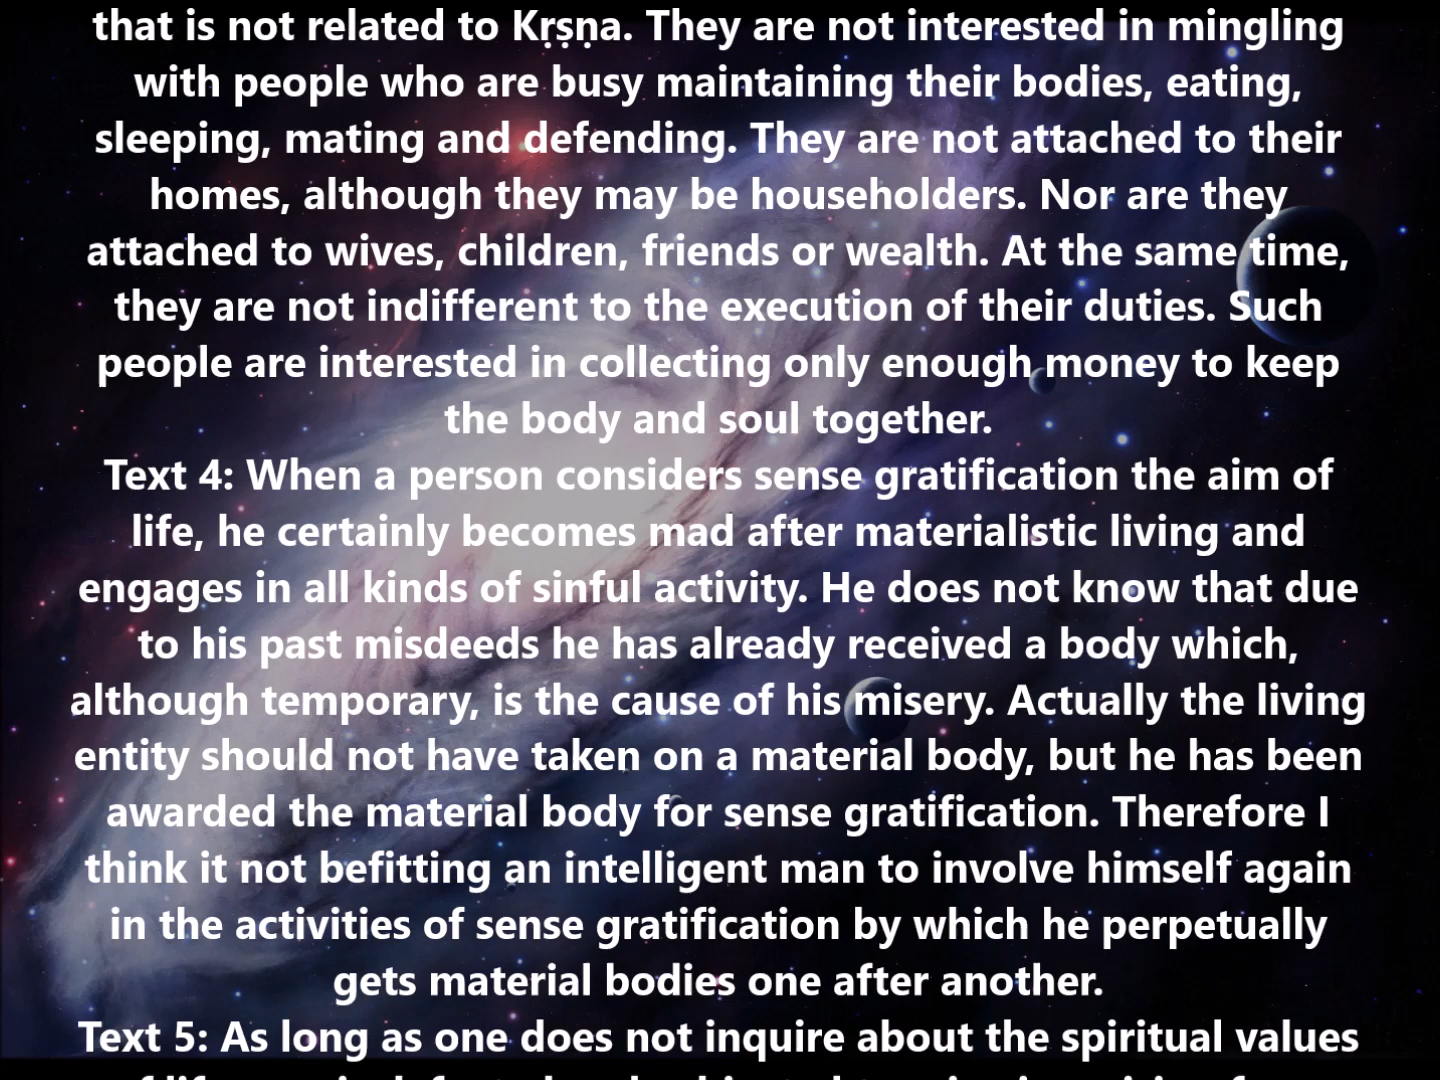 that is not related to Kṛṣṇa. They are not interested in mingling
with people who are busy maintaining their bodies, eating,
sleeping, mating and defending. They are not attached to their
homes, although they may be householders. Nor are they
attached to wives, children, friends or wealth. At the same time,
they are not indifferent to the execution of their duties. Such
people are interested in collecting only enough money to keep
the body and soul together.
Text 4: When a person considers sense gratification the aim of
life, he certainly becomes mad after materialistic living and
engages in all kinds of sinful activity. He does not know that due
to his past misdeeds he has already received a body which,
although temporary, is the cause of his misery. Actually the living
entity should not have taken on a material body, but he has been
awarded the material body for sense gratification. Therefore I
think it not befitting an intelligent man to involve himself again
in the activities of sense gratification by which he perpetually
gets material bodies one after another.
Text 5: As long as one does not inquire about the spiritual values